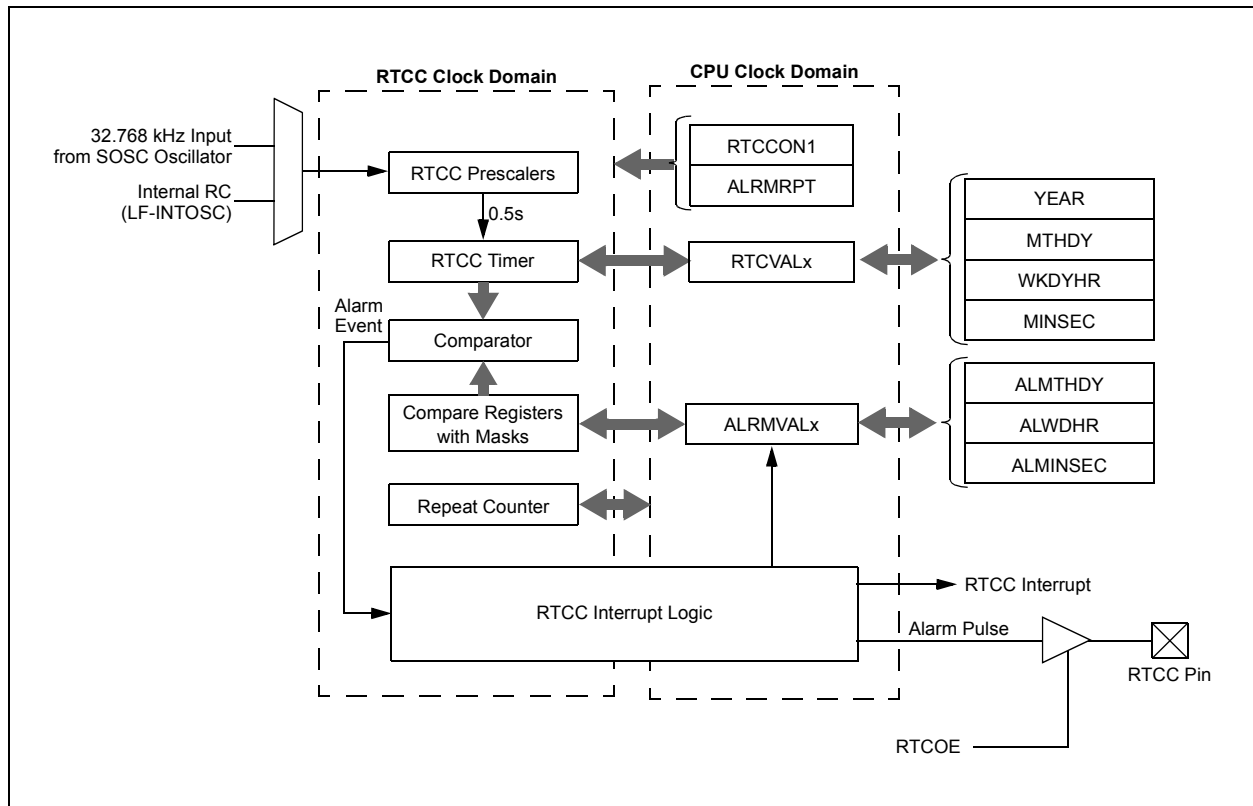 RTCC Clock Domain
CPU Clock Domain
32.768 kHz Input
from SOSC Oscillator
Internal RC
(LF-INTOSC)
RTCC Prescalers
0.5s
RTCC Timer
Alarm
Event
Comparator
Compare Registers
with Masks
Repeat Counter
RTCC Interrupt Logic
RTCCON1
ALRMRPT
RTCVALx
ALRMVALx
YEAR
MTHDY
WKDYHR
MINSEC
ALMTHDY
ALWDHR
ALMINSEC
RTCC Interrupt
Alarm Pulse
RTCC Pin
RTCOE